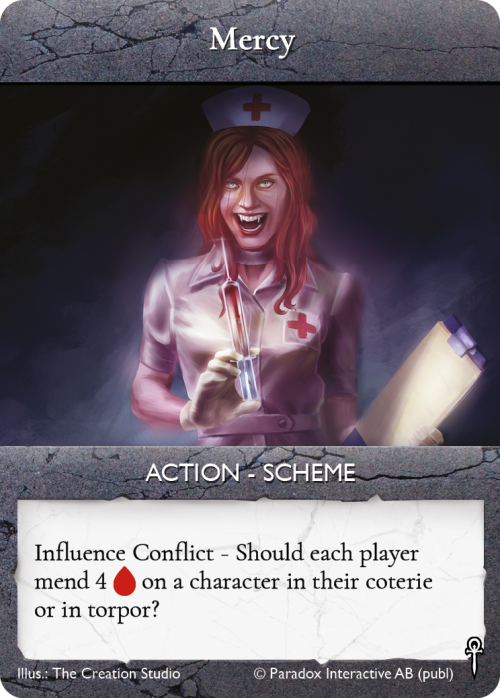 Mercy
ACTION - SCHEME
Influence Conflict - Should each player
mend 4 on a character in their coterie
or in torpor?
Illus.: The Creation Studio © Paradox Interactive AB (publ)